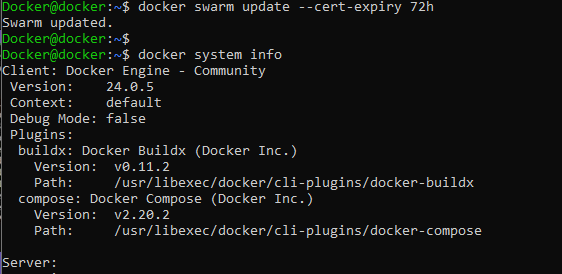 Docker@docker:~$ docker swarm update --cert-expiry 72h
Swarm updated.
Docker@docker:~$
Docker@docker:~$ docker system info
Client: Docker Engine - Community
 Version:    24.0.5
 Context:    default
 Debug Mode: false
 Plugins:
  buildx: Docker Buildx (Docker Inc.)
    Version:  v0.11.2
    Path:     /usr/libexec/docker/cli-plugins/docker-buildx
  compose: Docker Compose (Docker Inc.)
    Version:  v2.20.2
    Path:     /usr/libexec/docker/cli-plugins/docker-compose

Server: